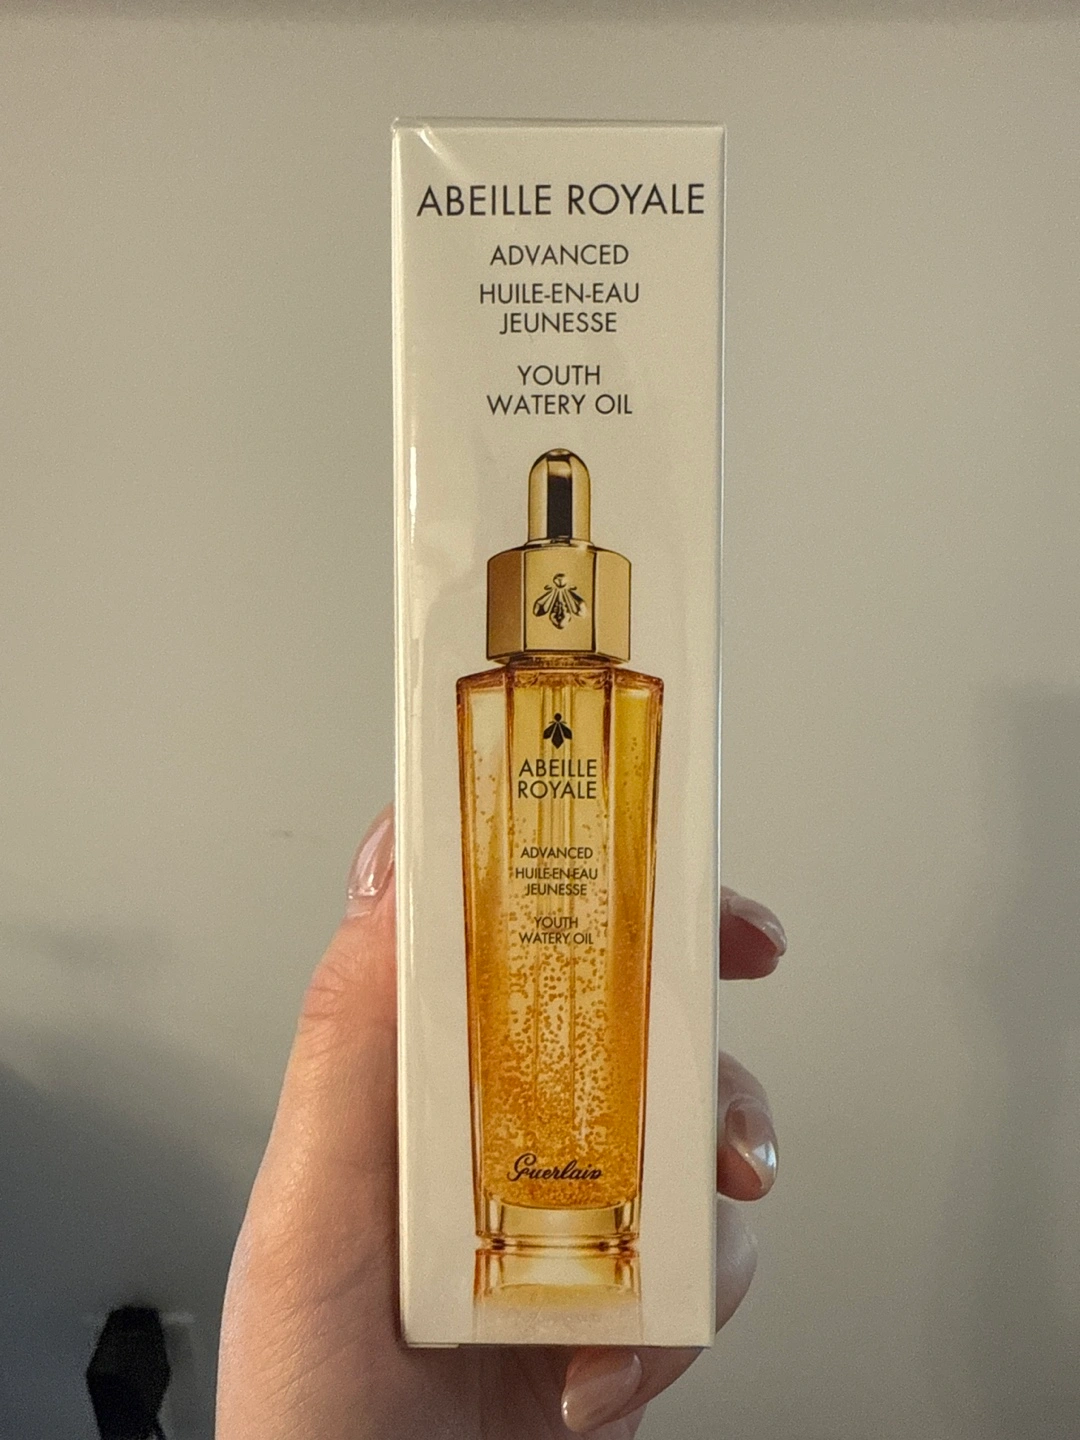 ABEILLE ROYALE
ADVANCED
HUILE-EN-EAU
JEUNESSE
YOUTH
WATERY OIL
ABEILLE
ROYALE
ADVANCED
HUILE-EN-EAU
JEUNESSE
YOUTH
WATERY OIL
Guerlain